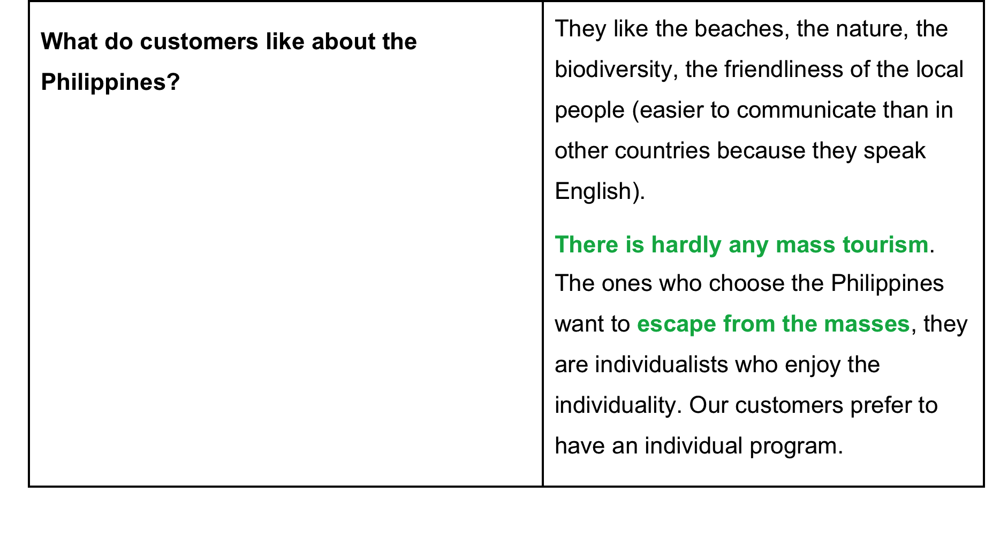 What do customers like about the
Philippines?
They like the beaches, the nature, the
biodiversity, the friendliness of the local
people (easier to communicate than in
other countries because they speak
English).
There is hardly any mass tourism.
The ones who choose the Philippines
want to escape from the masses, they
are individualists who enjoy the
individuality. Our customers prefer to
have an individual program.